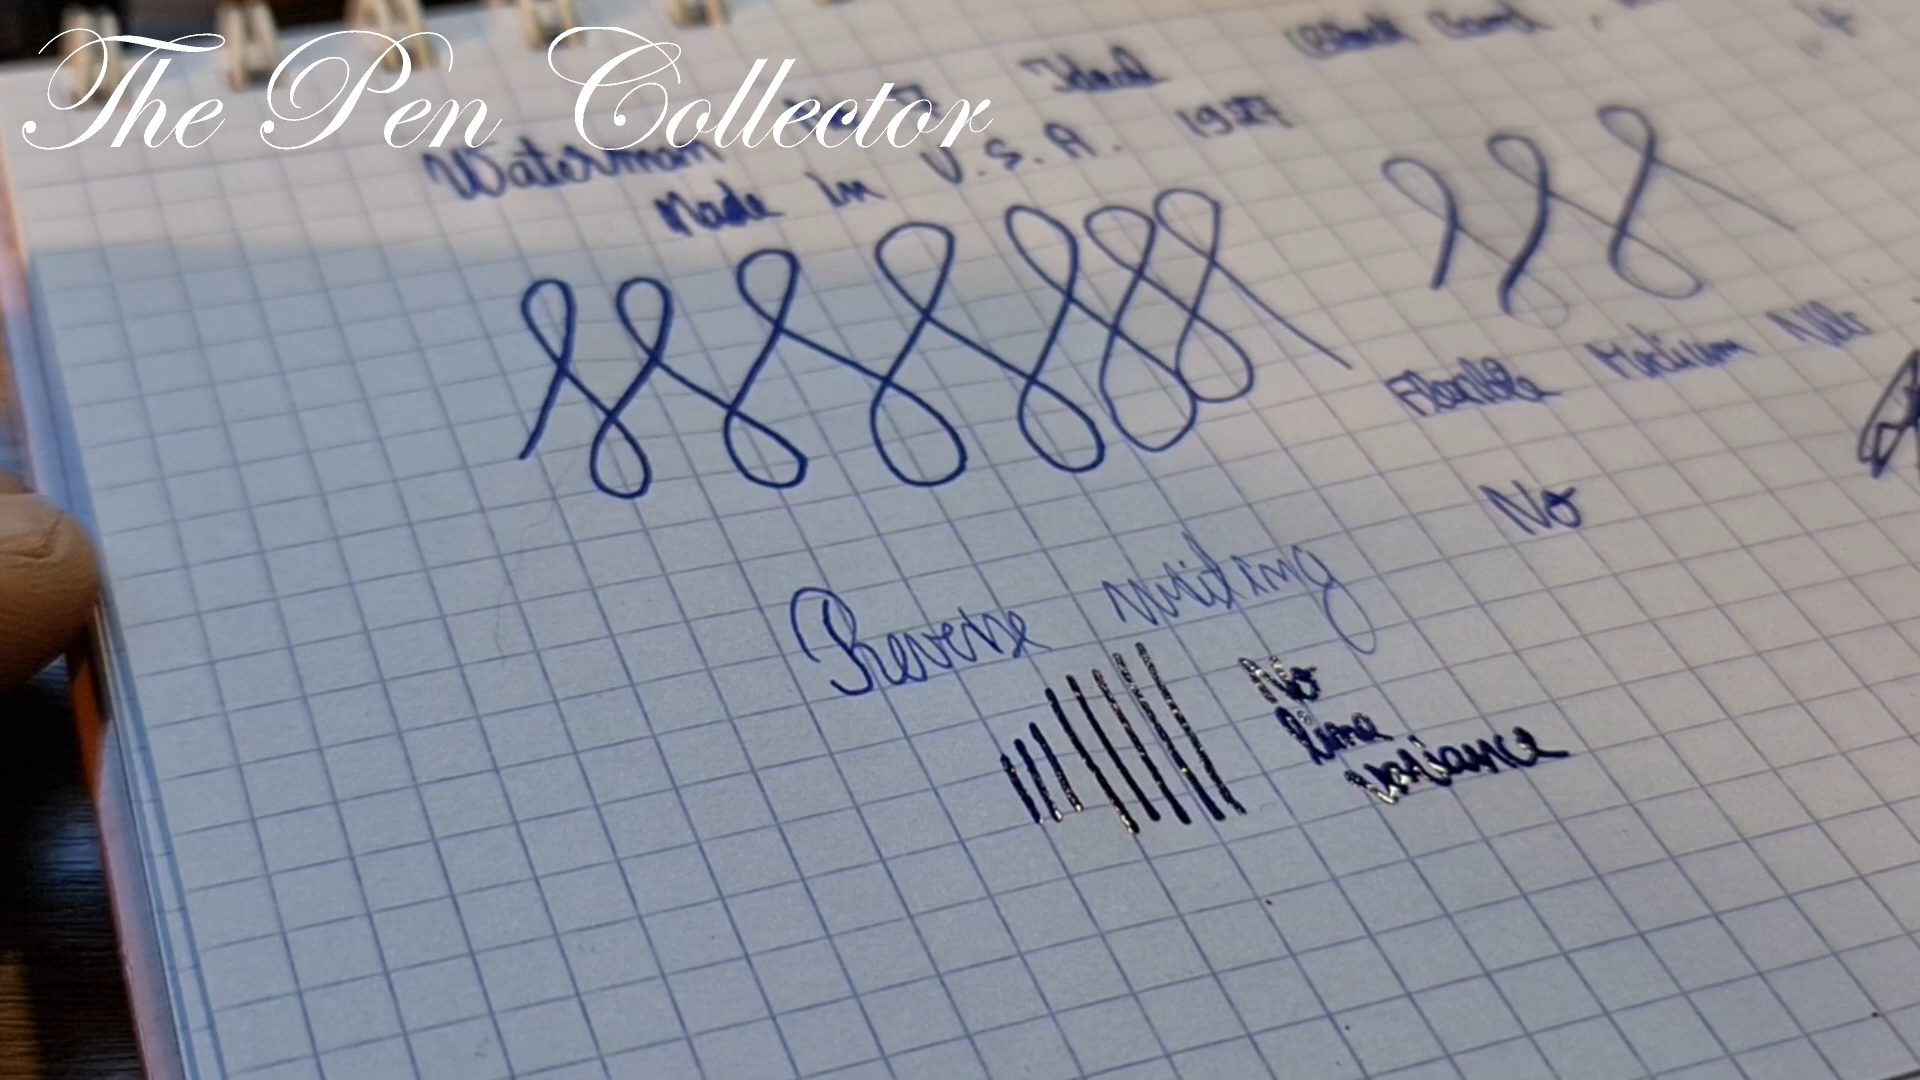 The Pen Collector
Waterman Ideal
Made in U.S.A. 1927
Flexible Medium Nib
No
Reverse writing
No
line
variance